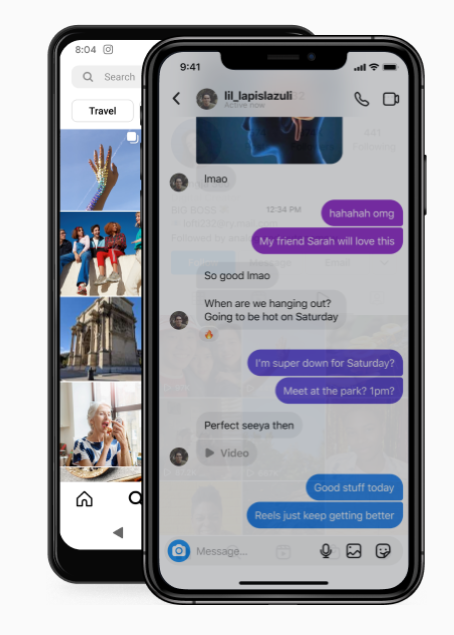 8:04
Search
Travel
9:41
lil_lapislazuli
Active now
lmao
12:34 PM
hahahah omg
My friend Sarah will love this
So good lmao
When are we hanging out?
Going to be hot on Saturday
🔥
I'm super down for Saturday?
Meet at the park? 1pm?
Perfect seeya then
Video
Good stuff today
Reels just keep getting better
Message...